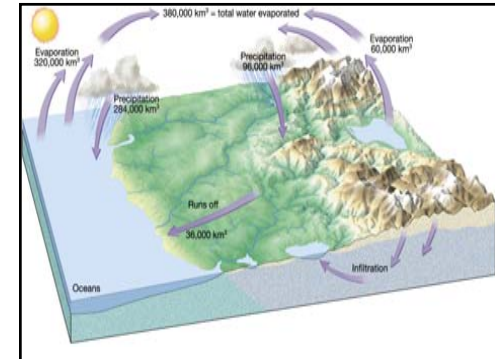 380,000 km³ = total water evaporated
Evaporation
320,000 km³
Evaporation
60,000 km³
Precipitation
284,000 km³
Precipitation
96,000 km³
Runs off
36,000 km³
Infiltration
Oceans